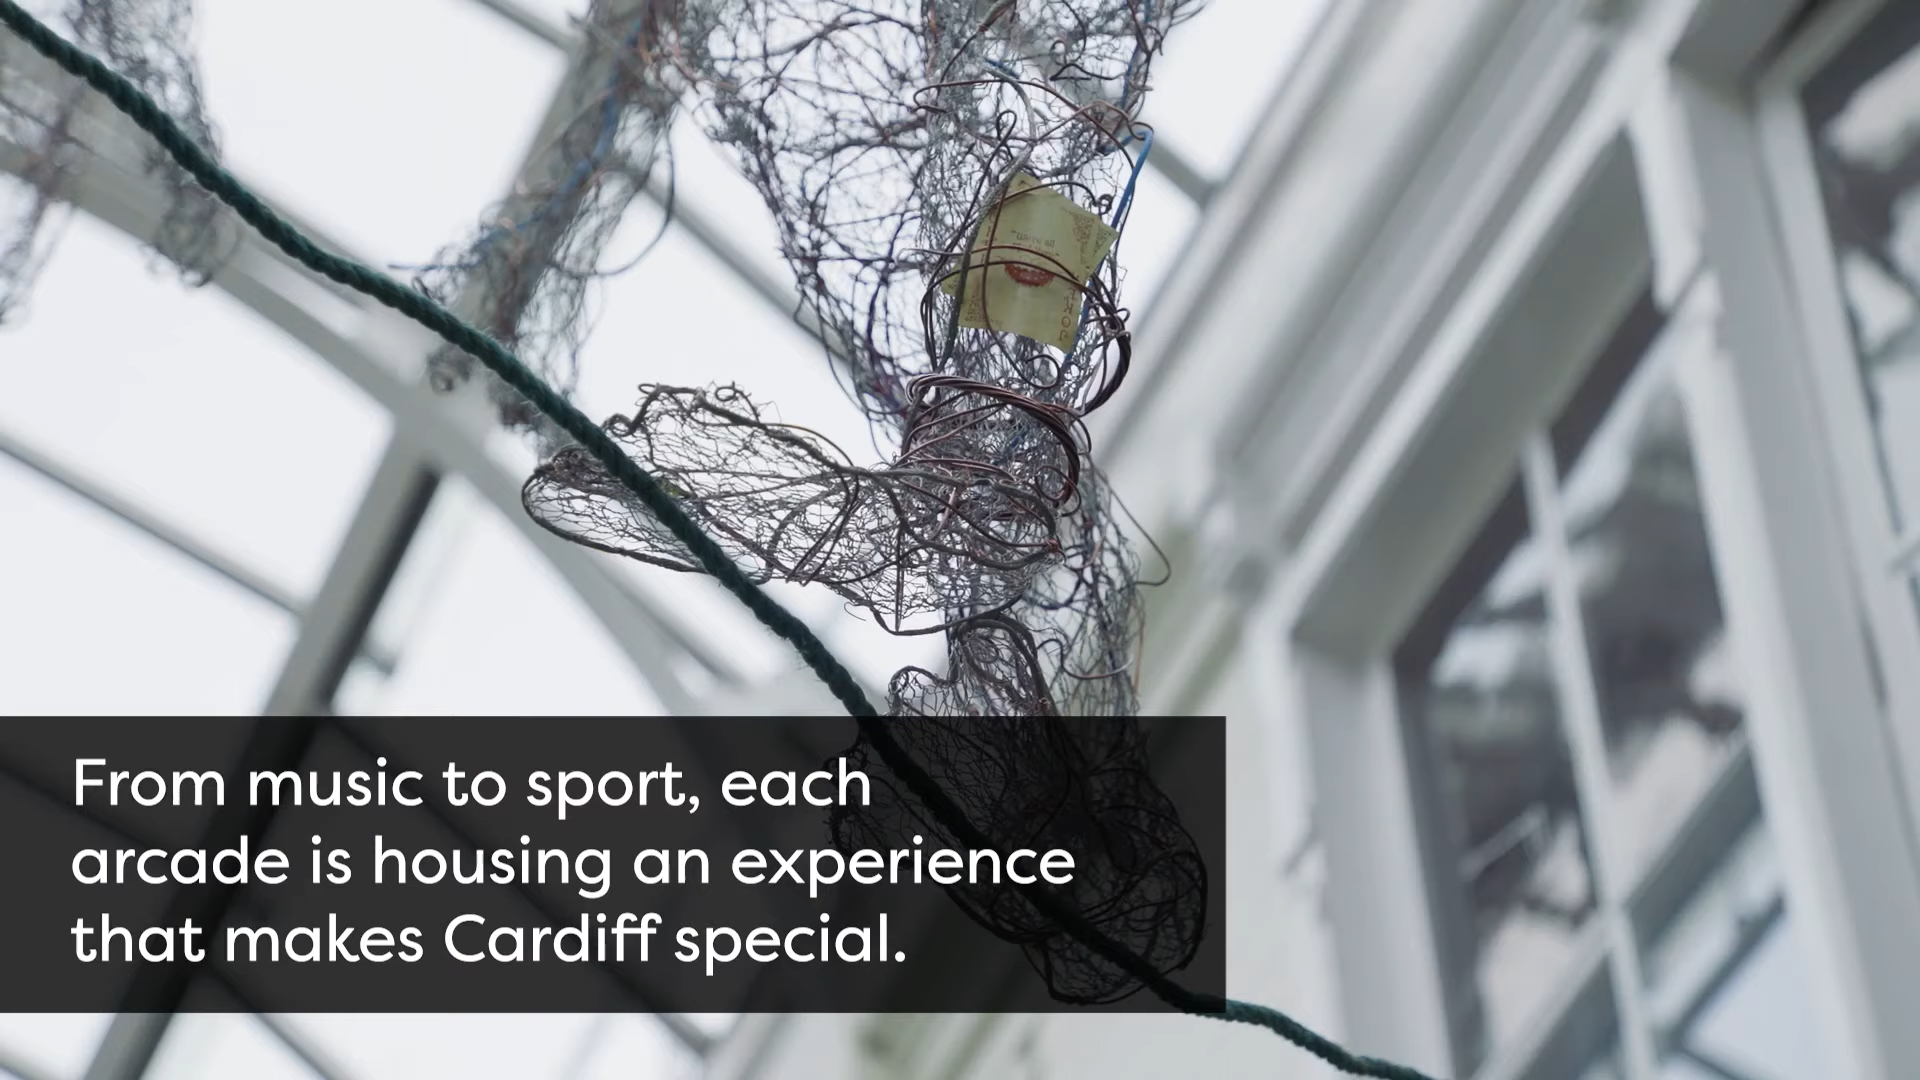 From music to sport, each
arcade is housing an experience
that makes Cardiff special.